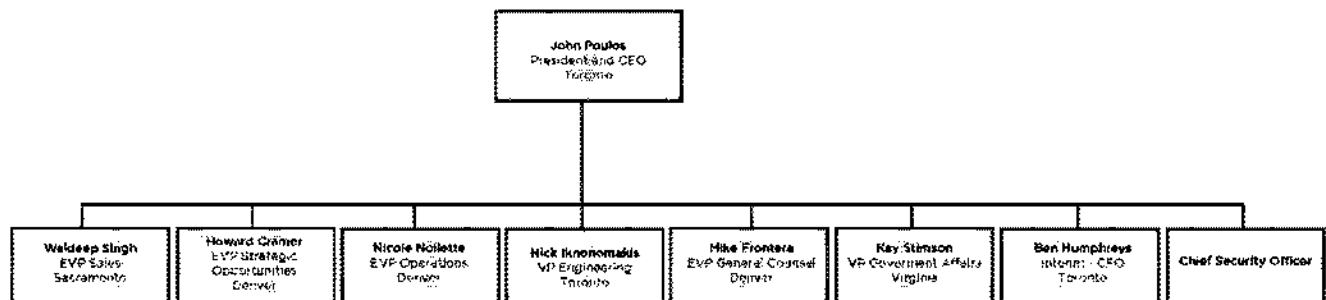 John Poulos
President and CEO
Toronto
Waldeep Singh
EVP Sales
Sacramento
Howard Cramer
EVP Strategic
Opportunities
Denver
Nicole Nollette
EVP Operations
Denver
Nick Ikonomakis
VP Engineering
Toronto
Mike Frontera
EVP General Counsel
Denver
Kay Stimson
VP Goverment Affairs
Virginia
Ben Humphreys
Interim - CFO
Toronto
Chief Security Officer